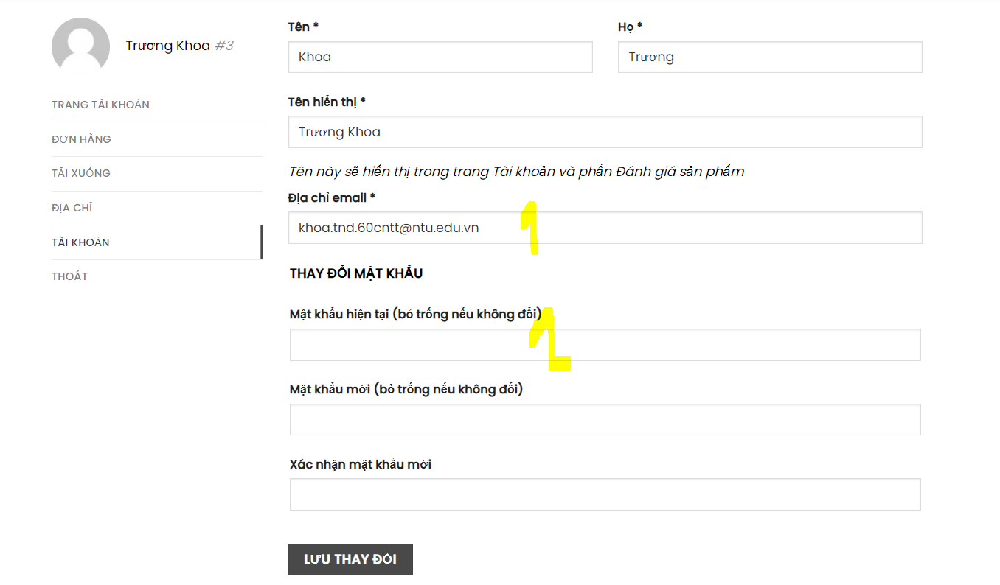 Trương Khoa #3
TRANG TÀI KHOẢN
ĐƠN HÀNG
TẢI XUỐNG
ĐỊA CHỈ
TÀI KHOẢN
THOÁT
Tên * Họ *
Khoa Trương
Tên hiển thị *
Trương Khoa
Tên này sẽ hiển thị trong trang Tài khoản và phần Đánh giá sản phẩm
Địa chỉ email *
khoa.tnd.60cntt@ntu.edu.vn 1
THAY ĐỔI MẬT KHẨU
Mật khẩu hiện tại (bỏ trống nếu không đổi)
2
Mật khẩu mới (bỏ trống nếu không đổi)
Xác nhận mật khẩu mới
LƯU THAY ĐỔI